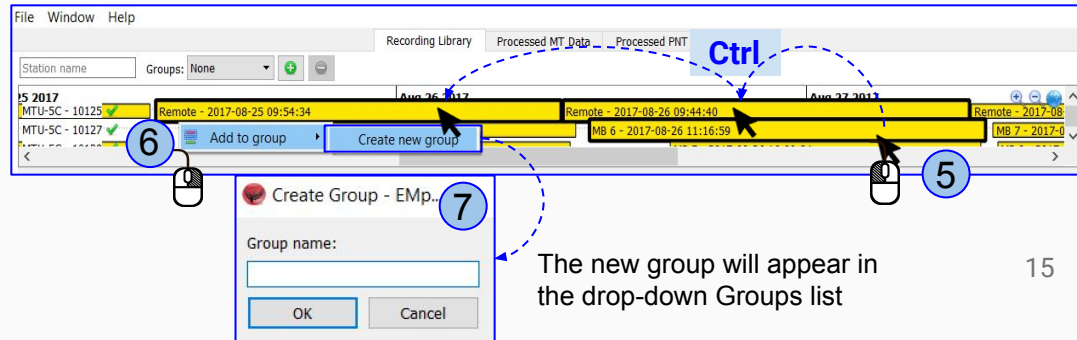 File Window Help
Recording Library Processed MT Data Processed PNT
Ctrl
Station name Groups: None
25 2017 Aug 26 2017 Aug 27 2017
MTU-5C - 10125 Remote - 2017-08-25 09:54:34 Remote - 2017-08-26 09:44:40 Remote - 2017-08-
MTU-5C - 10127 MB 6 - 2017-08-26 11:16:59 MB 7 - 2017-0
6 Add to group Create new group
5
Create Group - EMp... 7
Group name:
OK Cancel
The new group will appear in
the drop-down Groups list
15